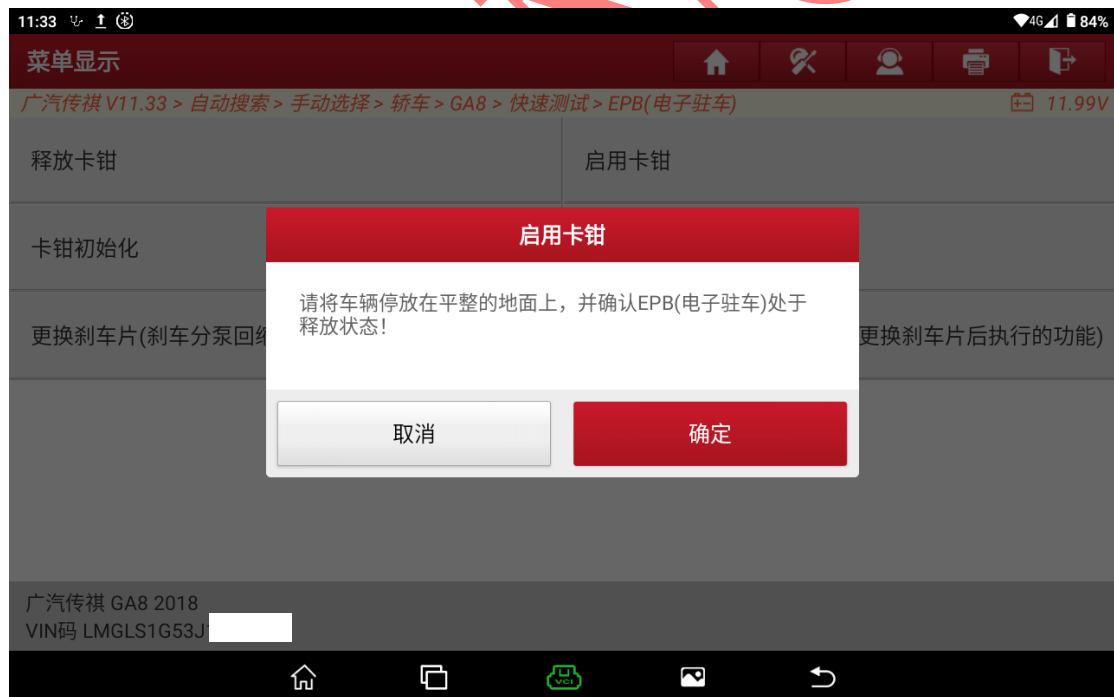 11:33
4G 84%
菜单显示
广汽传祺 V11.33 > 自动搜索 > 手动选择 > 轿车 > GA8 > 快速测试 > EPB(电子驻车)
11.99V
释放卡钳
启用卡钳
卡钳初始化
启用卡钳
请将车辆停放在平整的地面上，并确认EPB(电子驻车)处于
释放状态！
更换刹车片(刹车分泵回缩
更换刹车片后执行的功能)
取消
确定
广汽传祺 GA8 2018
VIN码 LMGLS1G53J
VCI